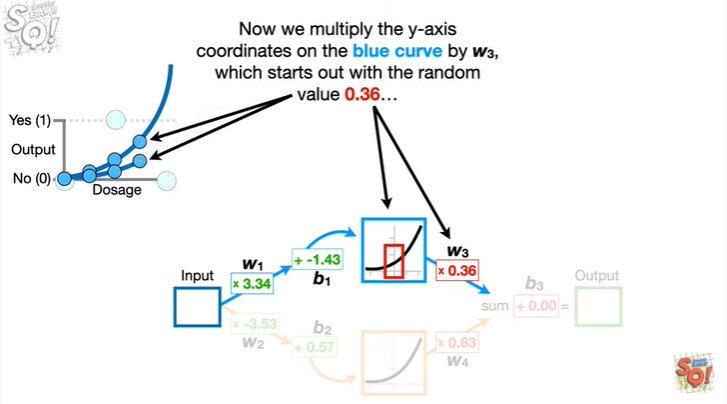 Now we multiply the y-axis
coordinates on the blue curve by w3,
which starts out with the random
value 0.36...
Yes (1)
Output
No (0)
Dosage
Input
w1
x 3.34
+ -1.43
b1
w3
x 0.36
b3
Output
sum + 0.00 =
x -3.53
w2
b2
+ 0.57
x 0.63
w4
SQ!